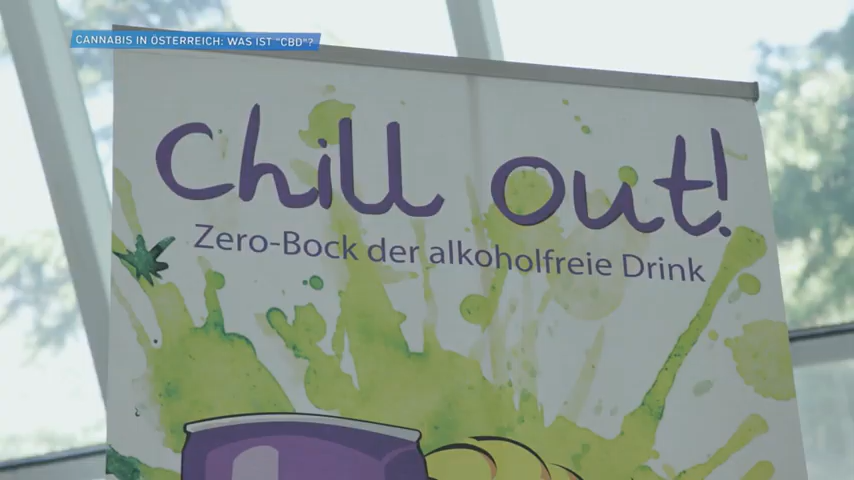 CANNABIS IN ÖSTERREICH: WAS IST "CBD"?
Chill out!
Zero-Bock der alkoholfreie Drink